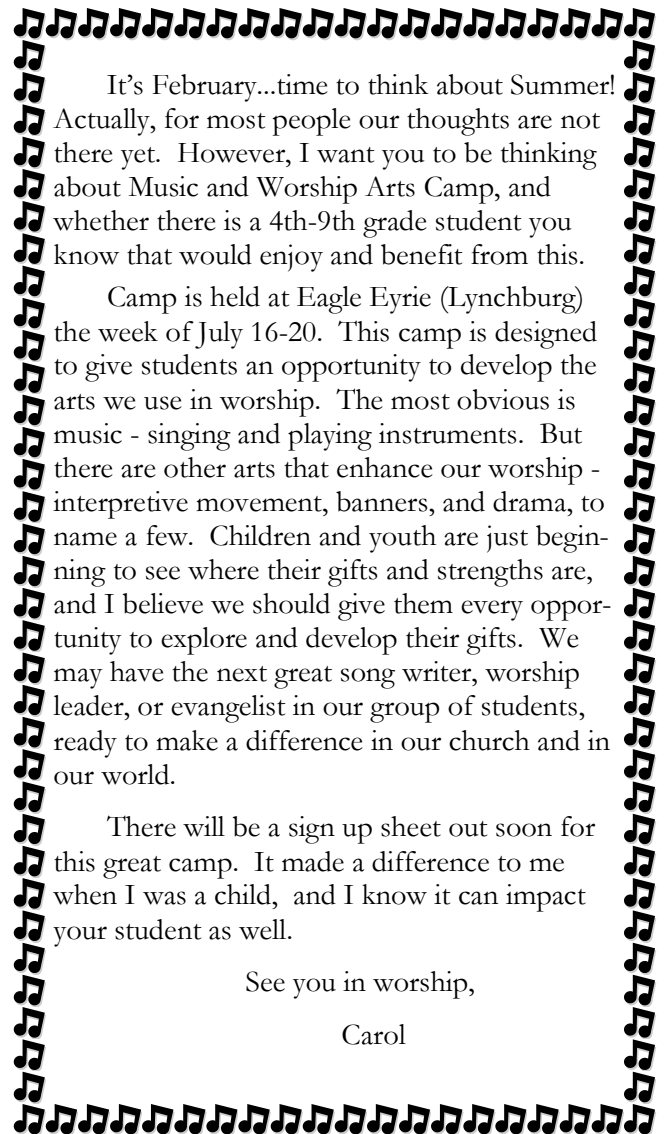 It's February...time to think about Summer!
Actually, for most people our thoughts are not
there yet.  However, I want you to be thinking
about Music and Worship Arts Camp, and
whether there is a 4th-9th grade student you
know that would enjoy and benefit from this.
Camp is held at Eagle Eyrie (Lynchburg)
the week of July 16-20.  This camp is designed
to give students an opportunity to develop the
arts we use in worship.  The most obvious is
music - singing and playing instruments.  But
there are other arts that enhance our worship -
interpretive movement, banners, and drama, to
name a few.  Children and youth are just begin-
ning to see where their gifts and strengths are,
and I believe we should give them every oppor-
tunity to explore and develop their gifts.  We
may have the next great song writer, worship
leader, or evangelist in our group of students,
ready to make a difference in our church and in
our world.
There will be a sign up sheet out soon for
this great camp.  It made a difference to me
when I was a child,  and I know it can impact
your student as well.
See you in worship,
Carol